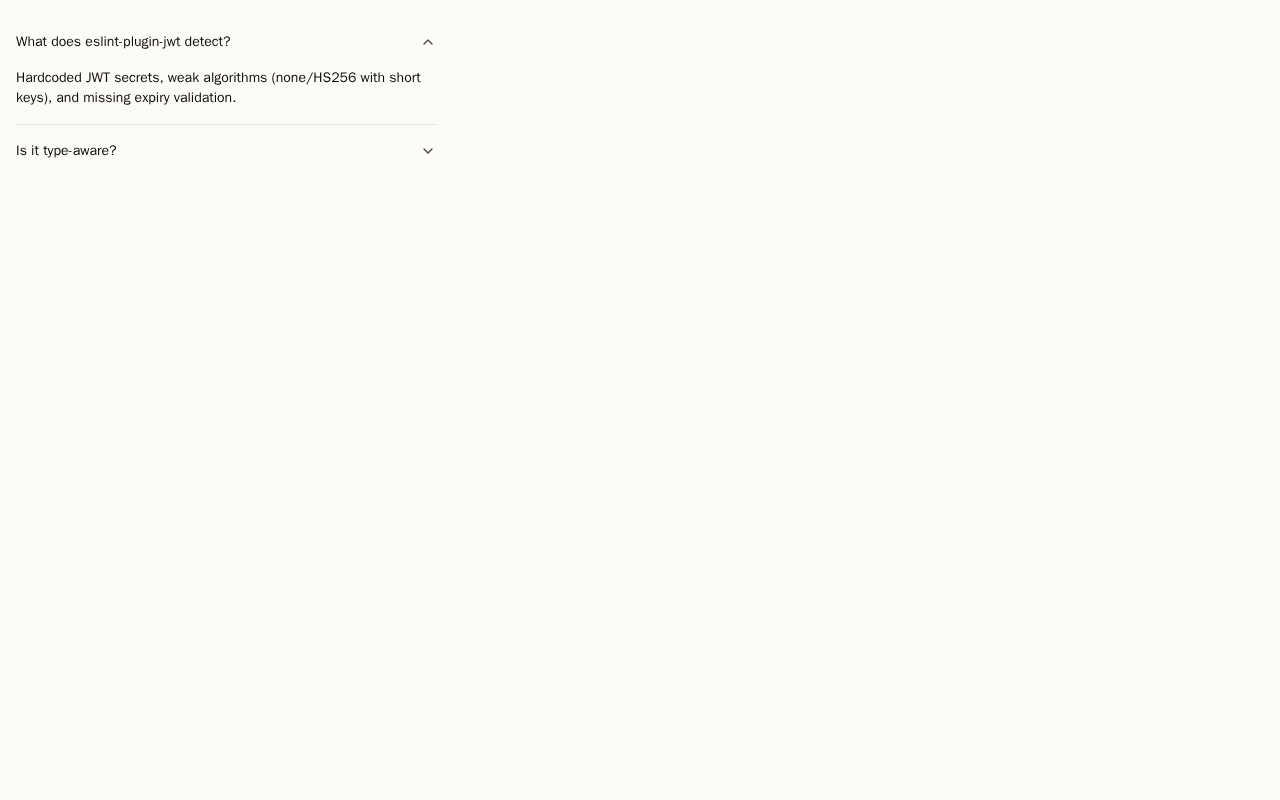 What does eslint-plugin-jwt detect?
Hardcoded JWT secrets, weak algorithms (none/HS256 with short
keys), and missing expiry validation.
Is it type-aware?